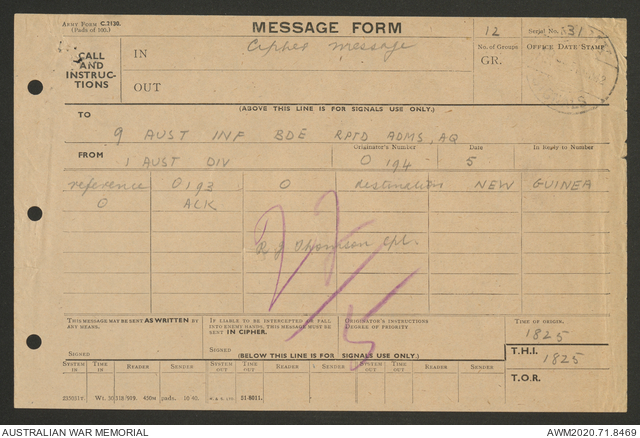 ARMY FORM C.2130.
(Pads of 100.)
MESSAGE FORM
12
Serial No. 31
CALL AND INSTRUCTIONS
IN
Cipher message
No. of Groups
GR.
OFFICE DATE STAMP
OUT
(ABOVE THIS LINE IS FOR SIGNALS USE ONLY.)
TO
9 AUST INF BDE RPTD ADMS, AQ
FROM
Originator's Number
Date
In Reply to Number
1 AUST DIV
O 194
5
reference 0193 O destination NEW GUINEA
O ACK
Thomson Cpl.
THIS MESSAGE MAY BE SENT AS WRITTEN BY ANY MEANS.
IF LIABLE TO BE INTERCEPTED OR FALL INTO ENEMY HANDS, THIS MESSAGE MUST BE SENT IN CIPHER.
ORIGINATOR'S INSTRUCTIONS
DEGREE OF PRIORITY
TIME OF ORIGIN.
1825
SIGNED
SIGNED
(BELOW THIS LINE IS FOR SIGNALS USE ONLY.)
T.H.I.
1825
SYSTEM IN
TIME IN
READER
SENDER
SYSTEM OUT
TIME OUT
READER
SENDER
SYSTEM OUT
TIME OUT
READER
SENDER
T.O.R.
51-8011.
AUSTRALIAN WAR MEMORIAL
AWM2020.71.8469